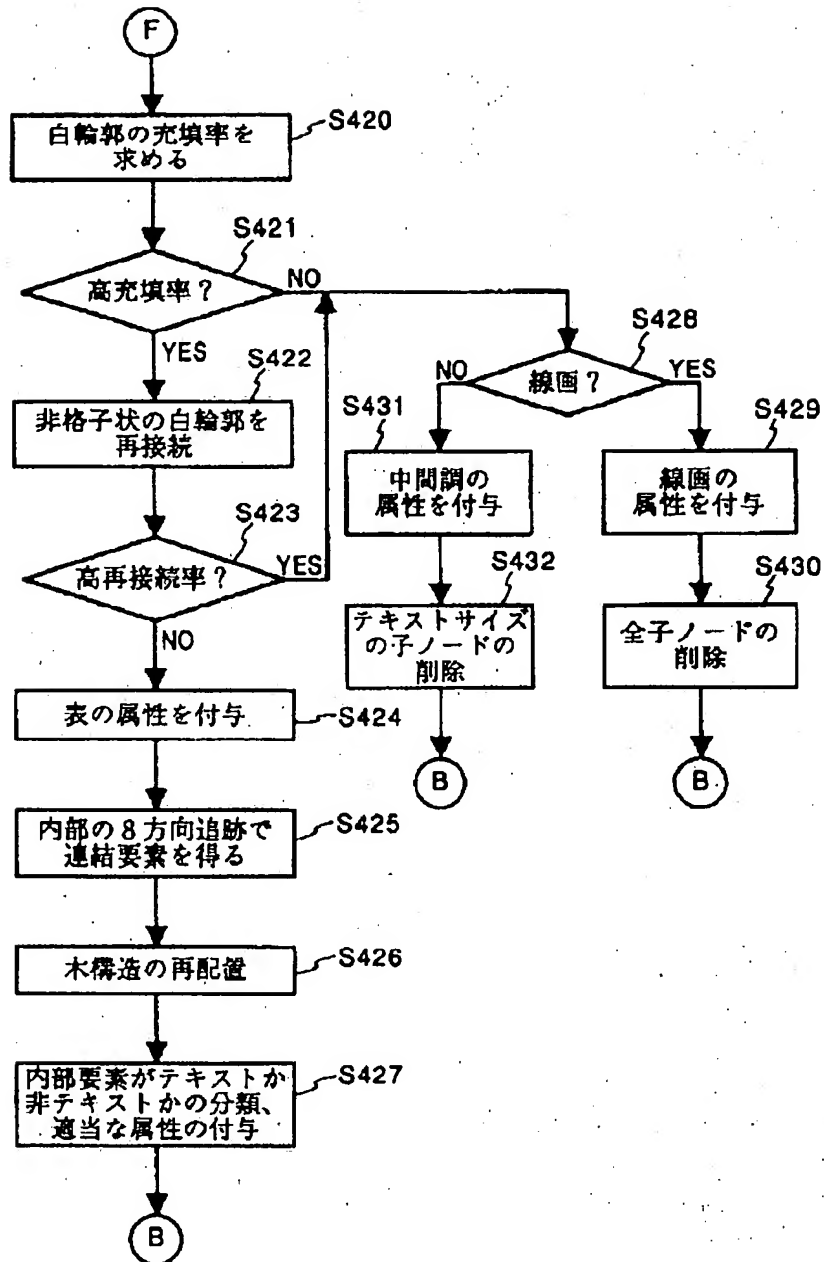 F
白輪郭の充填率を
求める
S420
S421
高充填率？
NO
YES
S422
非格子状の白輪郭を
再接続
S423
高再接続率？
YES
NO
表の属性を付与
S424
内部の８方向追跡で
連結要素を得る
S425
木構造の再配置
S426
内部要素がテキストか
非テキストかの分類、
適当な属性の付与
S427
B
S428
線画？
NO
YES
S431
中間調の
属性を付与
S432
テキストサイズ
の子ノードの
削除
B
S429
線画の
属性を付与
S430
全子ノードの
削除
B